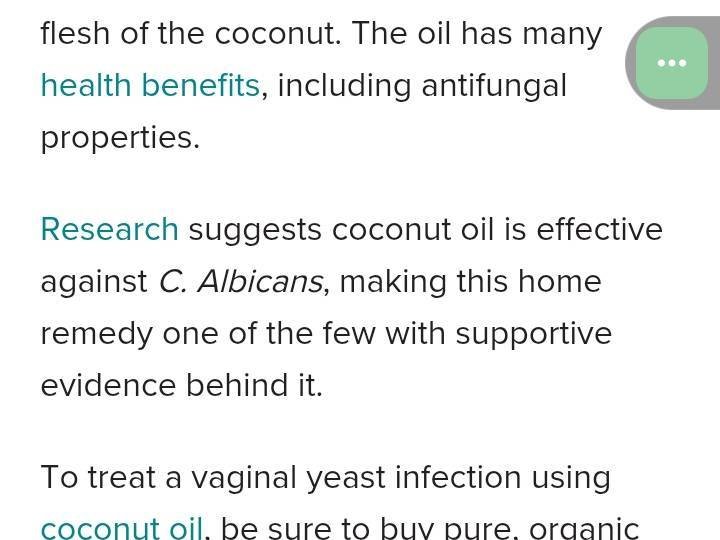 flesh of the coconut. The oil has many
health benefits, including antifungal
properties.
Research suggests coconut oil is effective
against C. Albicans, making this home
remedy one of the few with supportive
evidence behind it.
To treat a vaginal yeast infection using
coconut oil, be sure to buy pure, organic